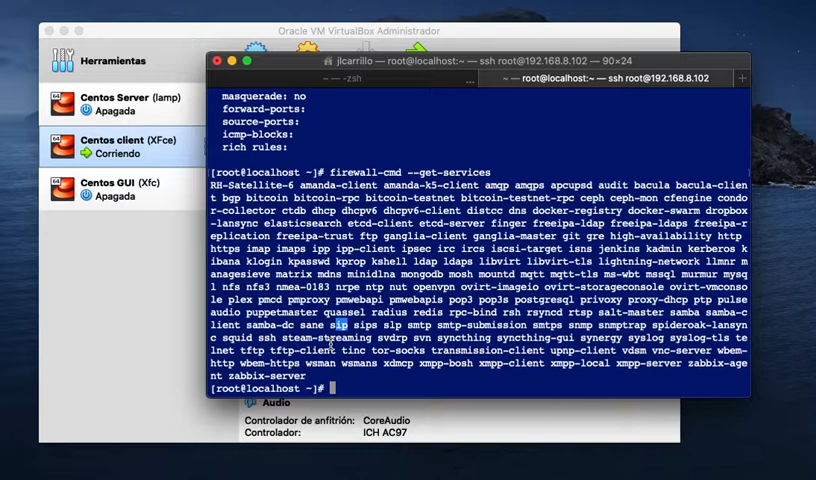 Oracle VM VirtualBox Administrador
Herramientas
64
Centos Server (lamp)
Apagada
64
Centos client (XFce)
Corriendo
64
Centos GUI (Xfc)
Apagada
jlcarrillo — root@localhost:~ — ssh root@192.168.8.102 — 90×24
~ — -zsh
...
~ — root@localhost:~ — ssh root@192.168.8.102
+
masquerade: no
forward-ports:
source-ports:
icmp-blocks:
rich rules:
[root@localhost ~]# firewall-cmd --get-services
RH-Satellite-6 amanda-client amanda-k5-client amqp amqps apcupsd audit bacula bacula-clien
t bgp bitcoin bitcoin-rpc bitcoin-testnet bitcoin-testnet-rpc ceph ceph-mon cfengine condo
r-collector ctdb dhcp dhcpv6 dhcpv6-client distcc dns docker-registry docker-swarm dropbox
-lansync elasticsearch etcd-client etcd-server finger freeipa-ldap freeipa-ldaps freeipa-r
eplication freeipa-trust ftp ganglia-client ganglia-master git gre high-availability http
https imap imaps ipp ipp-client ipsec irc ircs iscsi-target isns jenkins kadmin kerberos k
ibana klogin kpasswd kprop kshell ldap ldaps libvirt libvirt-tls lightning-network llmnr m
anagesieve matrix mdns minidlna mongodb mosh mountd mqtt mqtt-tls ms-wbt mssql murmur mysq
l nfs nfs3 nmea-0183 nrpe ntp nut openvpn ovirt-imageio ovirt-storageconsole ovirt-vmconso
le plex pmcd pmproxy pmwebapi pmwebapis pop3 pop3s postgresql privoxy proxy-dhcp ptp pulse
audio puppetmaster quassel radius redis rpc-bind rsh rsyncd rtsp salt-master samba samba-c
lient samba-dc sane sip sips slp smtp smtp-submission smtps snmp snmptrap spideroak-lansyn
c squid ssh steam-streaming svdrp svn syncthing syncthing-gui synergy syslog syslog-tls te
lnet tftp tftp-client tinc tor-socks transmission-client upnp-client vdsm vnc-server wbem-
http wbem-https wsman wsmans xdmcp xmpp-bosh xmpp-client xmpp-local xmpp-server zabbix-age
nt zabbix-server
[root@localhost ~]#
Audio
Controlador de anfitrión: CoreAudio
Controlador: ICH AC97